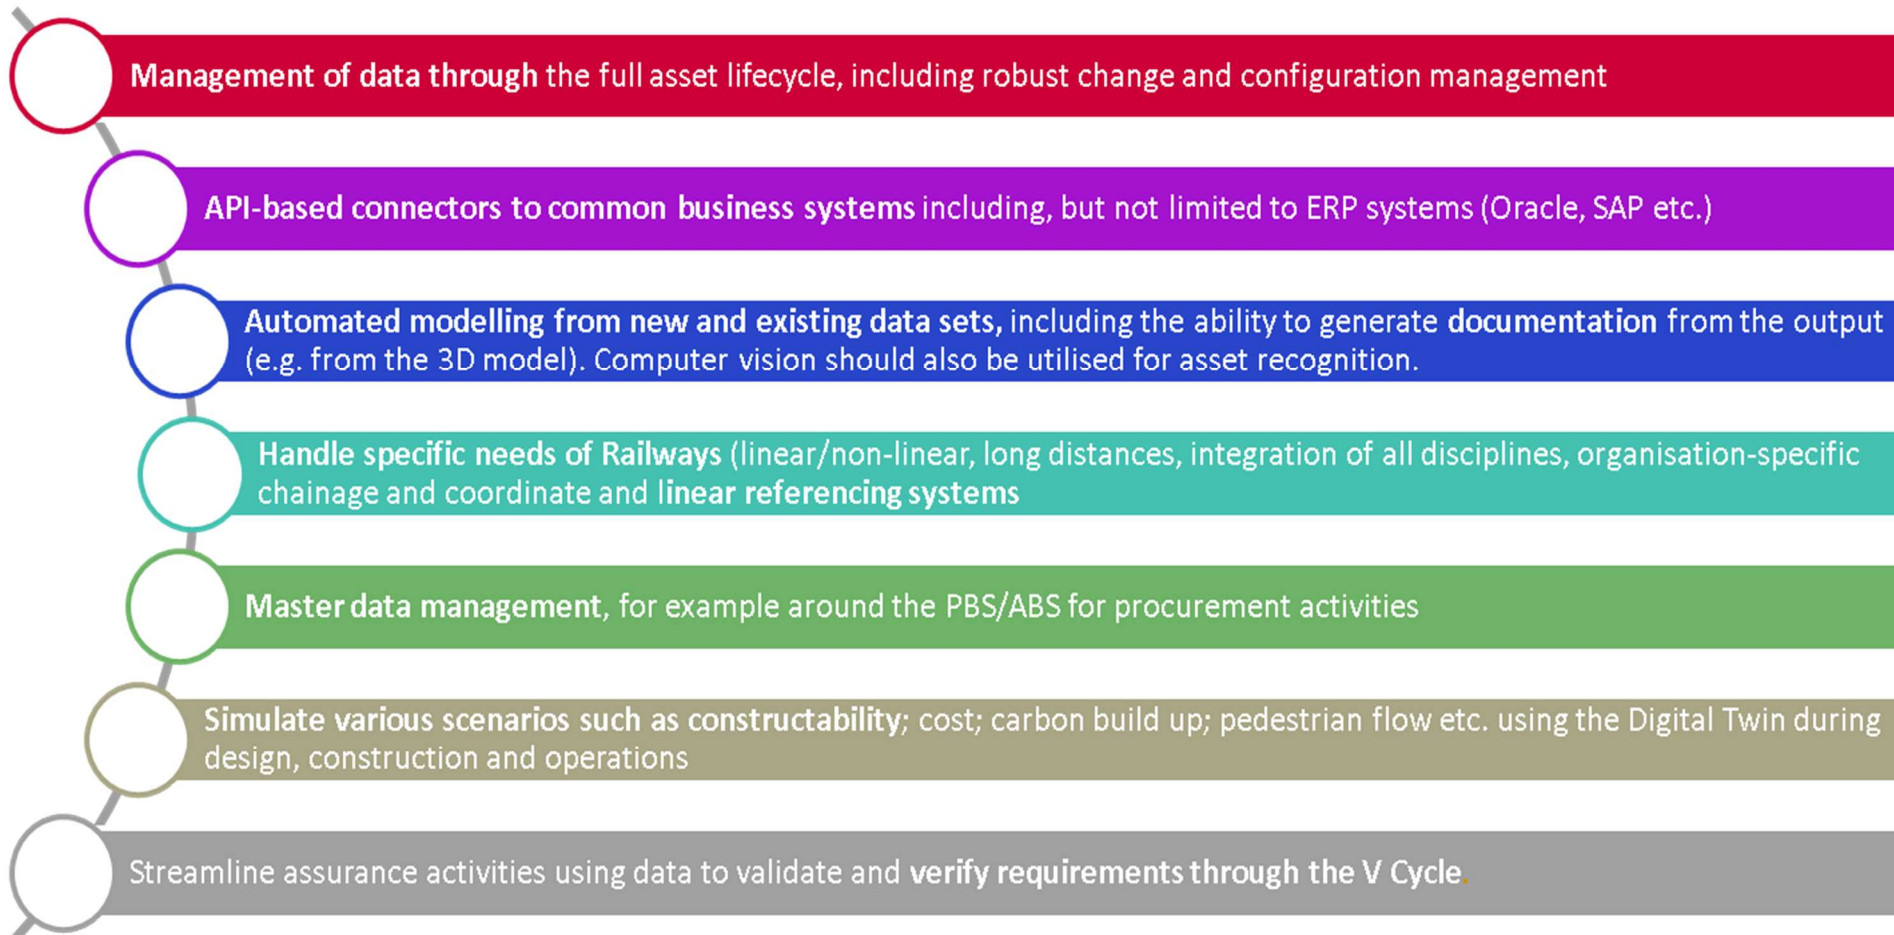 Management of data through the full asset lifecycle, including robust change and configuration management
API-based connectors to common business systems including, but not limited to ERP systems (Oracle, SAP etc.)
Automated modelling from new and existing data sets, including the ability to generate documentation from the output
(e.g. from the 3D model). Computer vision should also be utilised for asset recognition.
Handle specific needs of Railways (linear/non-linear, long distances, integration of all disciplines, organisation-specific
chainage and coordinate and linear referencing systems
Master data management, for example around the PBS/ABS for procurement activities
Simulate various scenarios such as constructability; cost; carbon build up; pedestrian flow etc. using the Digital Twin during
design, construction and operations
Streamline assurance activities using data to validate and verify requirements through the V Cycle.